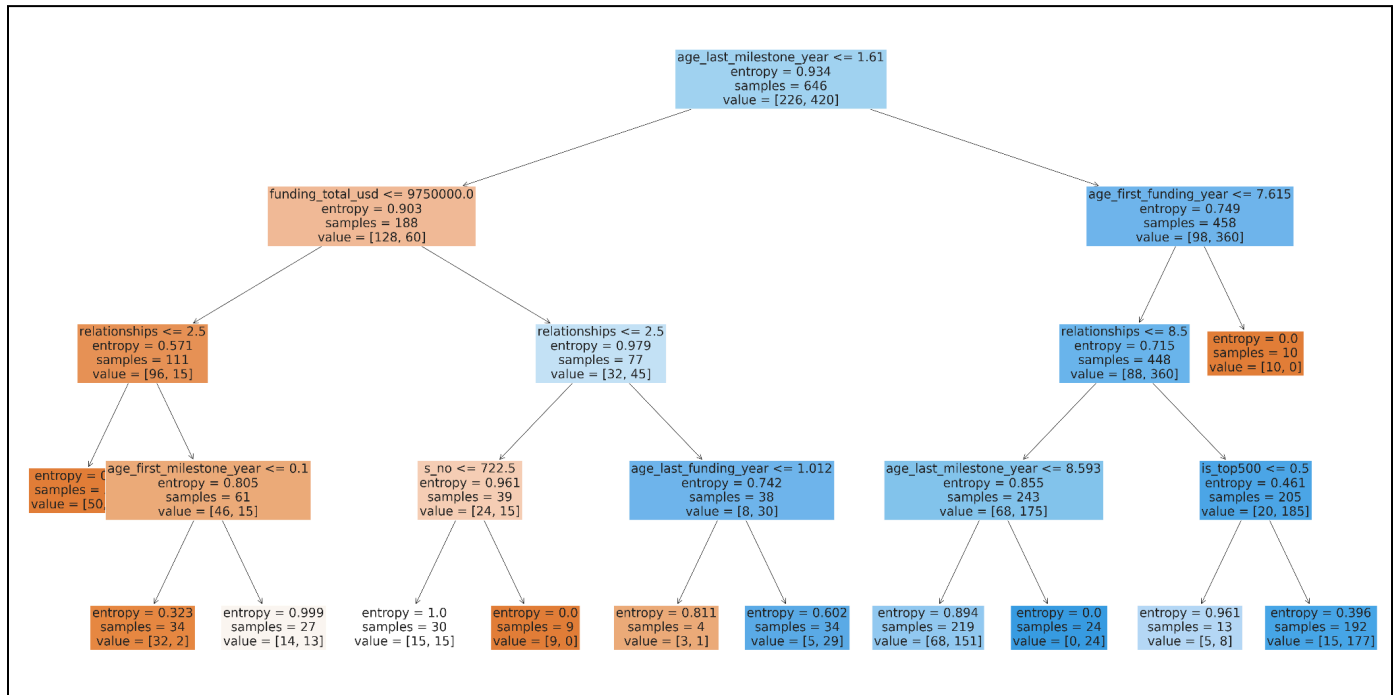 age_last_milestone_year <= 1.61
entropy = 0.934
samples = 646
value = [226, 420]
funding_total_usd <= 9750000.0
entropy = 0.903
samples = 188
value = [128, 60]
age_first_funding_year <= 7.615
entropy = 0.749
samples = 458
value = [98, 360]
relationships <= 2.5
entropy = 0.571
samples = 111
value = [96, 15]
relationships <= 2.5
entropy = 0.979
samples = 77
value = [32, 45]
relationships <= 8.5
entropy = 0.715
samples = 448
value = [88, 360]
entropy = 0.0
samples = 10
value = [10, 0]
entropy =
samples =
value = [50,
age_first_milestone_year <= 0.1
entropy = 0.805
samples = 61
value = [46, 15]
s_no <= 722.5
entropy = 0.961
samples = 39
value = [24, 15]
age_last_funding_year <= 1.012
entropy = 0.742
samples = 38
value = [8, 30]
age_last_milestone_year <= 8.593
entropy = 0.855
samples = 243
value = [68, 175]
is_top500 <= 0.5
entropy = 0.461
samples = 205
value = [20, 185]
entropy = 0.323
samples = 34
value = [32, 2]
entropy = 0.999
samples = 27
value = [14, 13]
entropy = 1.0
samples = 30
value = [15, 15]
entropy = 0.0
samples = 9
value = [9, 0]
entropy = 0.811
samples = 4
value = [3, 1]
entropy = 0.602
samples = 34
value = [5, 29]
entropy = 0.894
samples = 219
value = [68, 151]
entropy = 0.0
samples = 24
value = [0, 24]
entropy = 0.961
samples = 13
value = [5, 8]
entropy = 0.396
samples = 192
value = [15, 177]